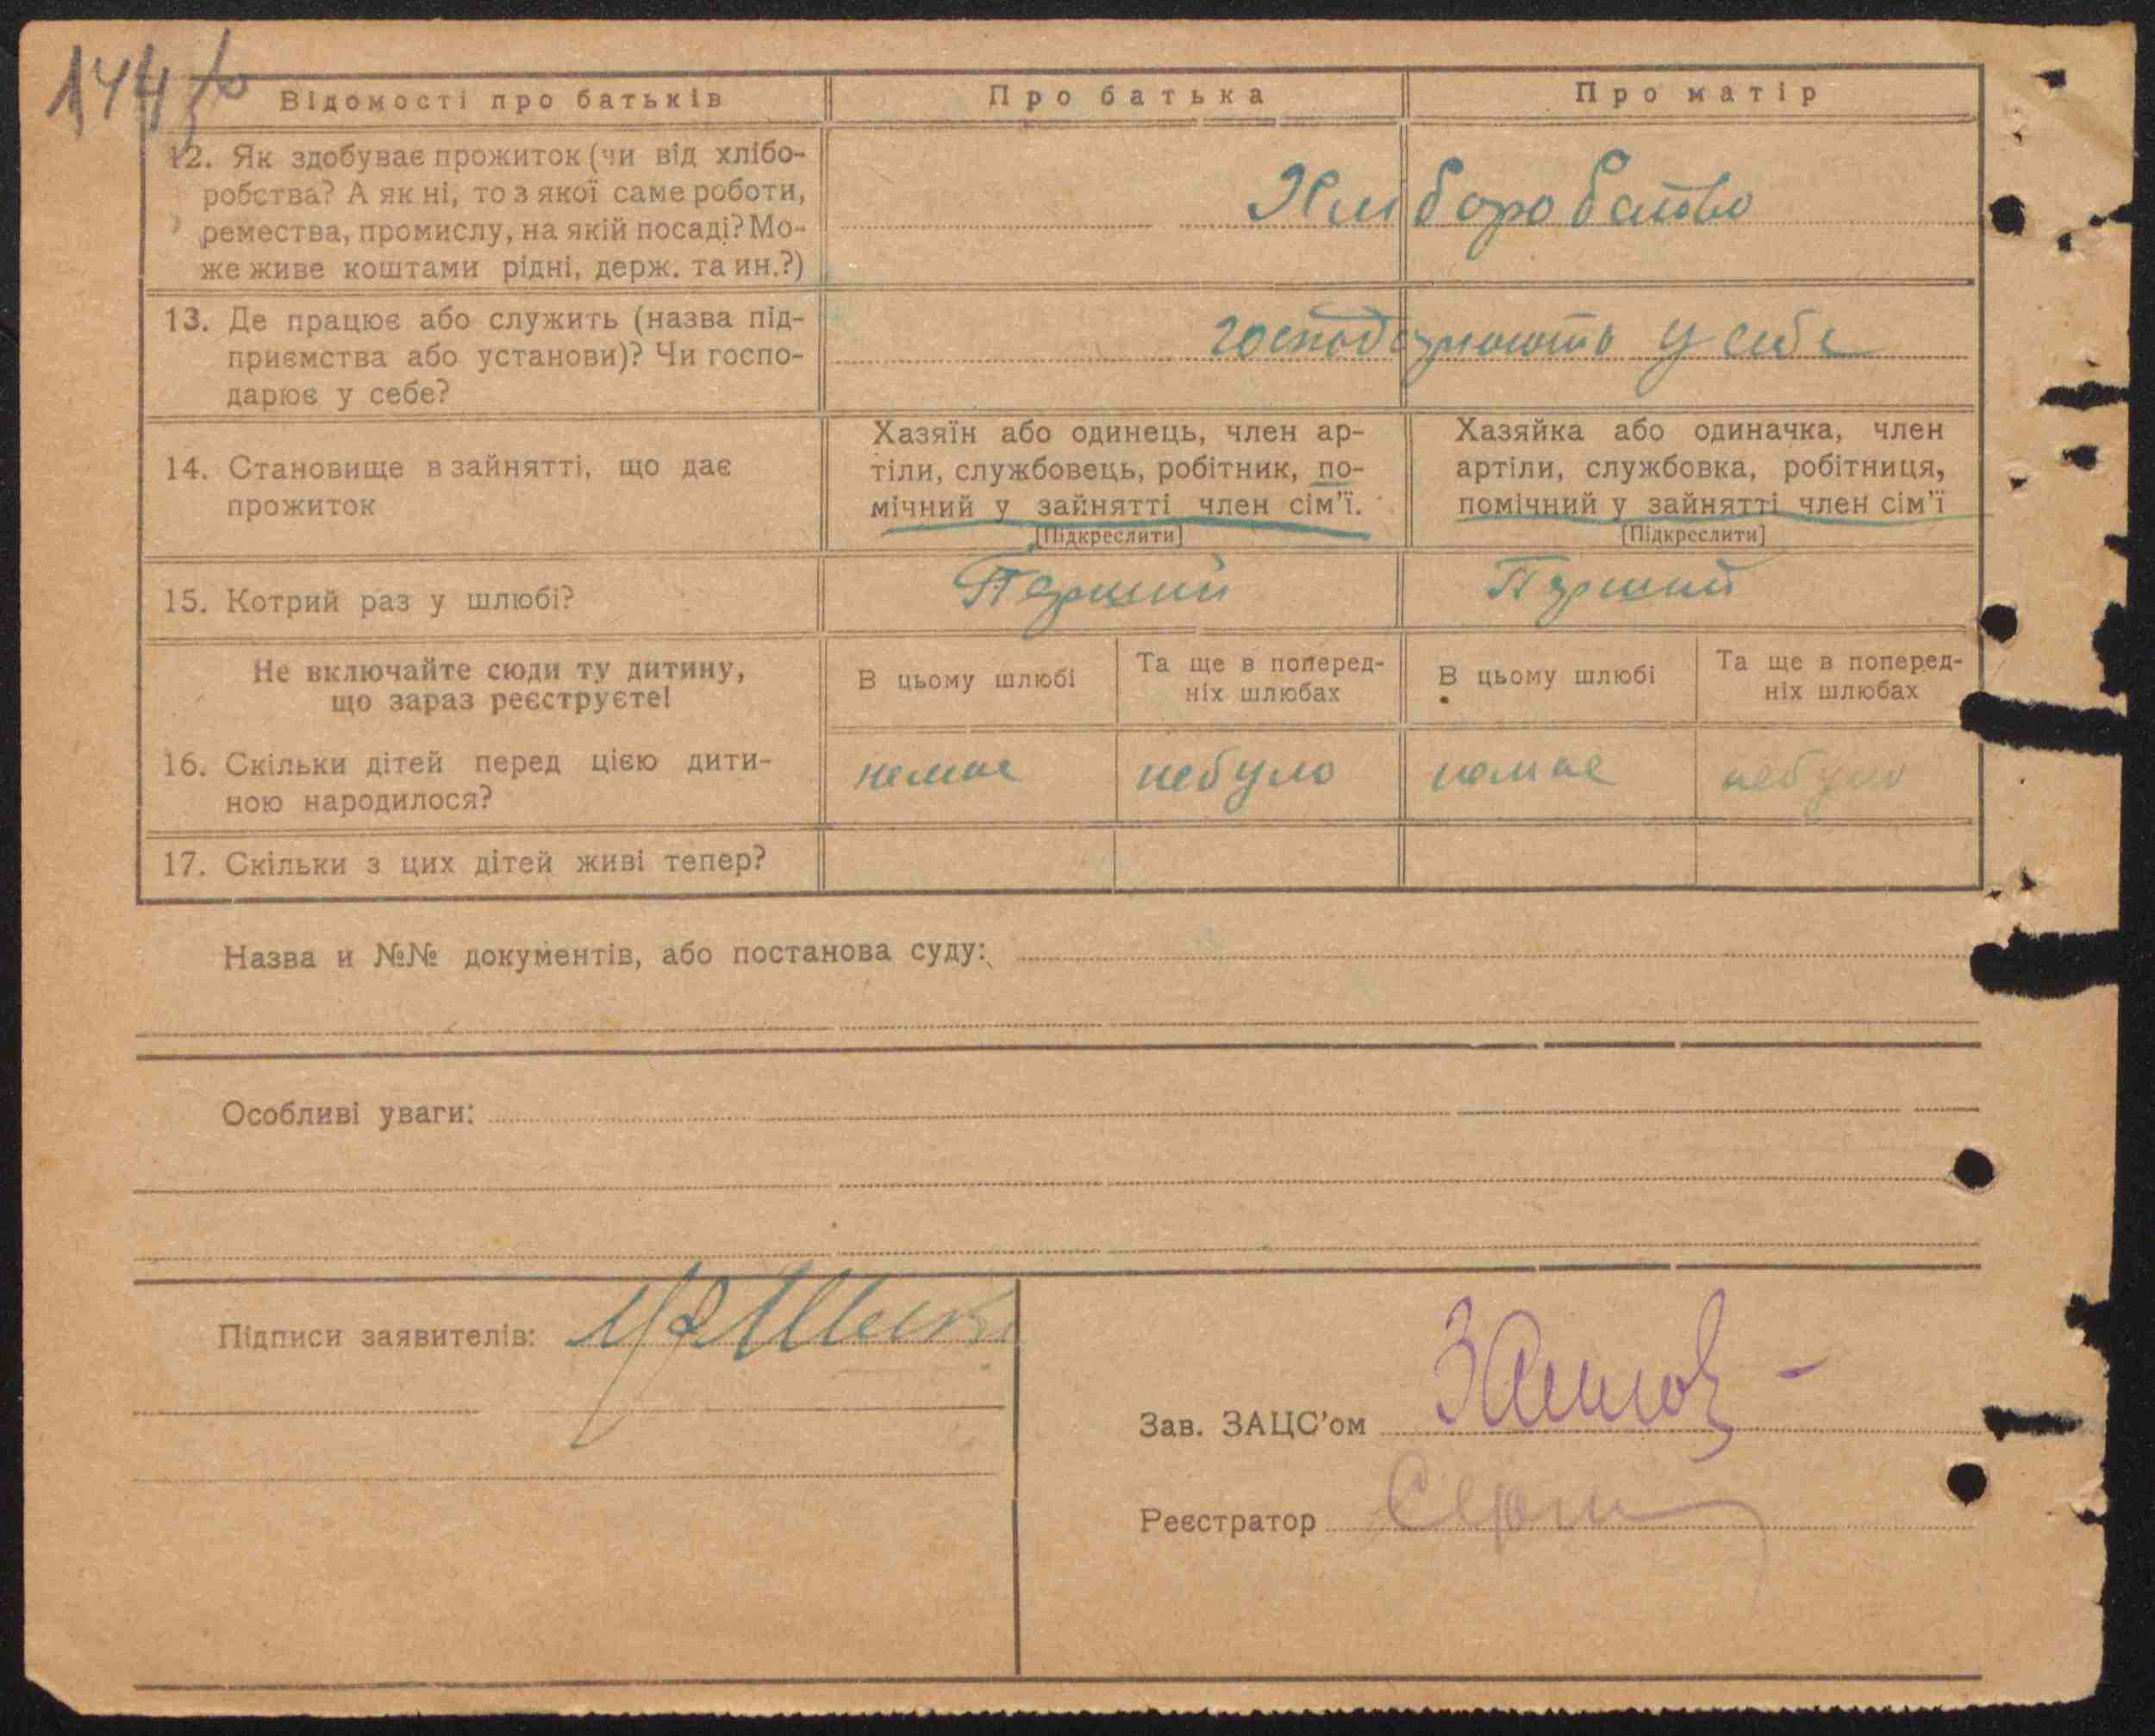 144
Відомості про батьків
Про батька
Про матір
12. Як здобуває прожиток (чи від хлібо-
робства? А як ні, то з якої саме роботи,
ремества, промислу, на якій посаді? Мо-
же живе коштами рідні, держ. та ин.?)
Хлиборобство
13. Де працює або служить (назва під-
приємства або установи)? Чи госпо-
дарює у себе?
господарюють у себе
14. Становище в зайнятті, що дає
прожиток
Хазяїн або одинець, член ар-
тіли, службовець, робітник, по-
мічний у зайнятті член сім’ї.
[Підкреслити]
Хазяйка або одиначка, член
артіли, службовка, робітниця,
помічний у зайнятті член сім’ї
[Підкреслити]
15. Котрий раз у шлюбі?
Перший
Перший
Не включайте сюди ту дитину,
що зараз реєструєте!
В цьому шлюбі
Та ще в поперед-
ніх шлюбах
В цьому шлюбі
Та ще в поперед-
ніх шлюбах
16. Скільки дітей перед цією дити-
ною народилося?
немае
небуло
немае
небуло
17. Скільки з цих дітей живі тепер?
Назва и №№ документів, або постанова суду:
Особливі уваги:
Підписи заявителів:
Зав. ЗАЦС’ом
Реєстратор